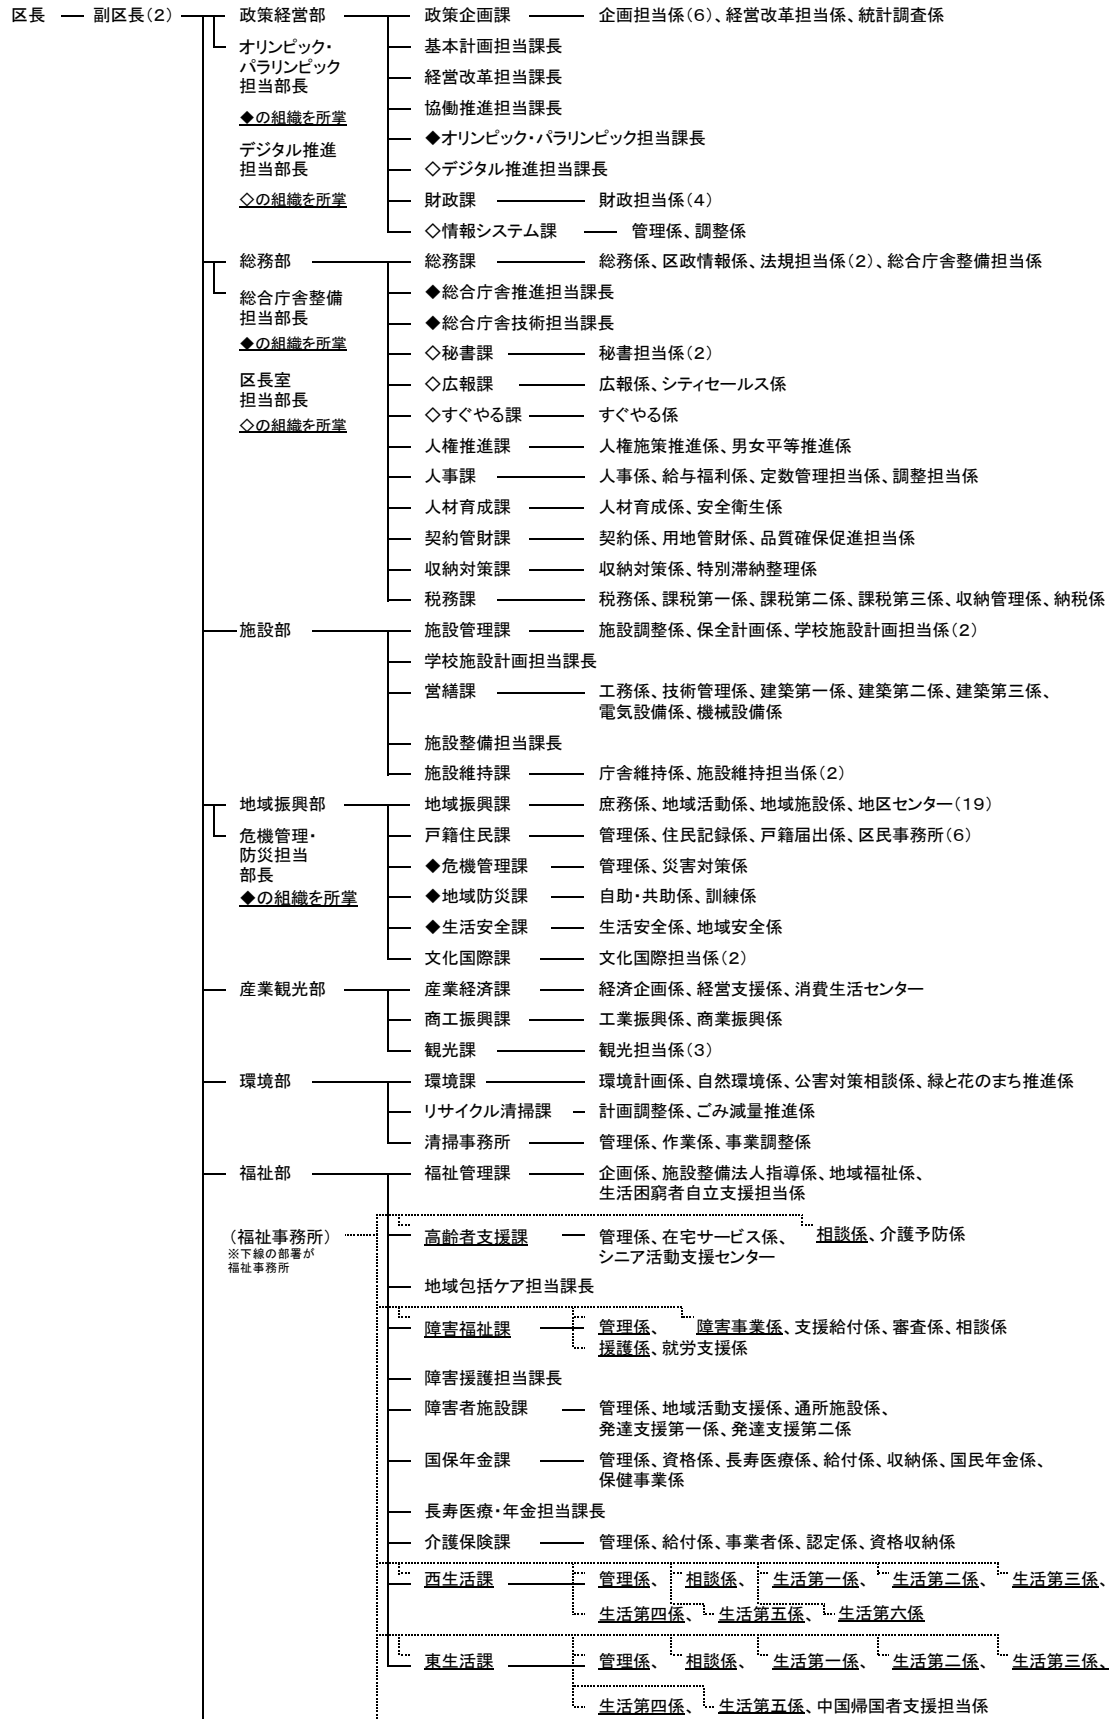 区長 副区長(2) 政策経営部 政策企画課 企画担当係(6)、経営改革担当係、統計調査係
オリンピック・
パラリンピック
担当部長
◆の組織を所掌
デジタル推進
担当部長
◇の組織を所掌
基本計画担当課長
経営改革担当課長
協働推進担当課長
◆オリンピック・パラリンピック担当課長
◇デジタル推進担当課長
財政課 財政担当係(4)
◇情報システム課 管理係、調整係
総務部 総務課 総務係、区政情報係、法規担当係(2)、総合庁舎整備担当係
総合庁舎整備
担当部長
◆の組織を所掌
区長室
担当部長
◇の組織を所掌
◆総合庁舎推進担当課長
◆総合庁舎技術担当課長
◇秘書課 秘書担当係(2)
◇広報課 広報係、シティセールス係
◇すぐやる課 すぐやる係
人権推進課 人権施策推進係、男女平等推進係
人事課 人事係、給与福利係、定数管理担当係、調整担当係
人材育成課 人材育成係、安全衛生係
契約管財課 契約係、用地管財係、品質確保促進担当係
収納対策課 収納対策係、特別滞納整理係
税務課 税務係、課税第一係、課税第二係、課税第三係、収納管理係、納税係
施設部 施設管理課 施設調整係、保全計画係、学校施設計画担当係(2)
学校施設計画担当課長
営繕課 工務係、技術管理係、建築第一係、建築第二係、建築第三係、
電気設備係、機械設備係
施設整備担当課長
施設維持課 庁舎維持係、施設維持担当係(2)
地域振興部 地域振興課 庶務係、地域活動係、地域施設係、地区センター(19)
危機管理・
防災担当
部長
◆の組織を所掌
戸籍住民課 管理係、住民記録係、戸籍届出係、区民事務所(6)
◆危機管理課 管理係、災害対策係
◆地域防災課 自助・共助係、訓練係
◆生活安全課 生活安全係、地域安全係
文化国際課 文化国際担当係(2)
産業観光部 産業経済課 経済企画係、経営支援係、消費生活センター
商工振興課 工業振興係、商業振興係
観光課 観光担当係(3)
環境部 環境課 環境計画係、自然環境係、公害対策相談係、緑と花のまち推進係
リサイクル清掃課 計画調整係、ごみ減量推進係
清掃事務所 管理係、作業係、事業調整係
福祉部 福祉管理課 企画係、施設整備法人指導係、地域福祉係、
生活困窮者自立支援担当係
(福祉事務所)
※下線の部署が
福祉事務所
高齢者支援課 管理係、在宅サービス係、 相談係、介護予防係
シニア活動支援センター
地域包括ケア担当課長
障害福祉課 管理係、 障害事業係、支援給付係、審査係、相談係
援護係、就労支援係
障害援護担当課長
障害者施設課 管理係、地域活動支援係、通所施設係、
発達支援第一係、発達支援第二係
国保年金課 管理係、資格係、長寿医療係、給付係、収納係、国民年金係、
保健事業係
長寿医療・年金担当課長
介護保険課 管理係、給付係、事業者係、認定係、資格収納係
西生活課 管理係、 相談係、 生活第一係、 生活第二係、 生活第三係、
生活第四係、 生活第五係、 生活第六係
東生活課 管理係、 相談係、 生活第一係、 生活第二係、 生活第三係、
生活第四係、 生活第五係、中国帰国者支援担当係